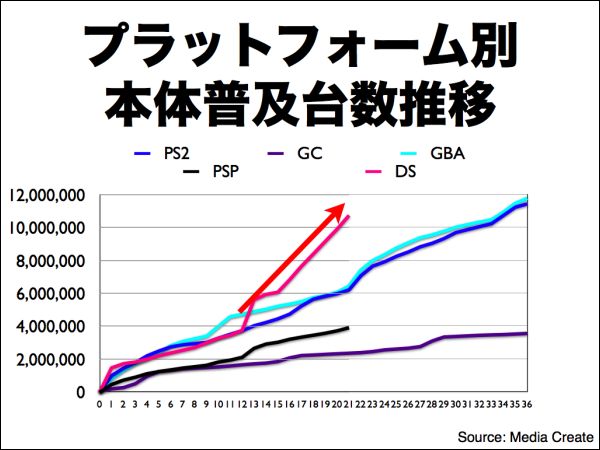 プラットフォーム別
本体普及台数推移
PS2 GC GBA
PSP DS
12,000,000
10,000,000
8,000,000
6,000,000
4,000,000
2,000,000
0
0 1 2 3 4 5 6 7 8 9 10 11 12 13 14 15 16 17 18 19 20 21 22 23 24 25 26 27 28 29 30 31 32 33 34 35 36
Source: Media Create